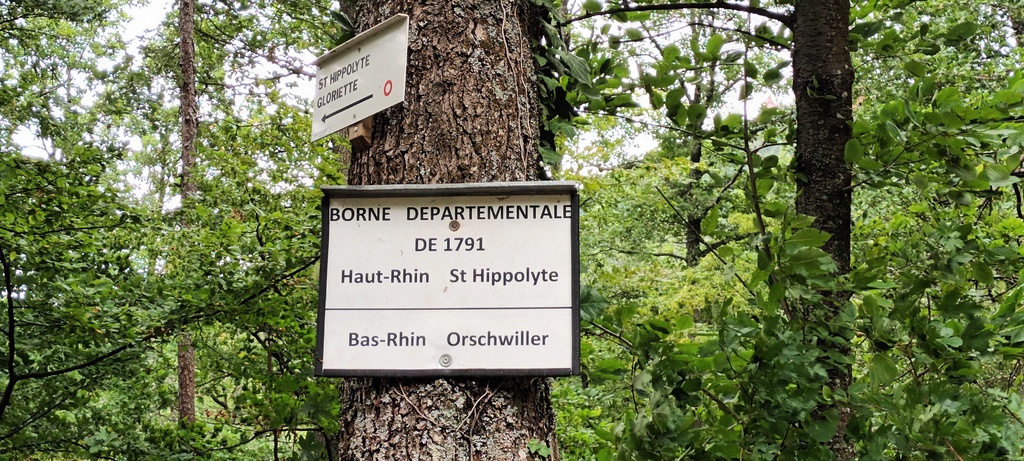 ST HIPPOLYTE
GLORIETTE
BORNE DEPARTEMENTALE
DE 1791
Haut-Rhin St Hippolyte
Bas-Rhin Orschwiller